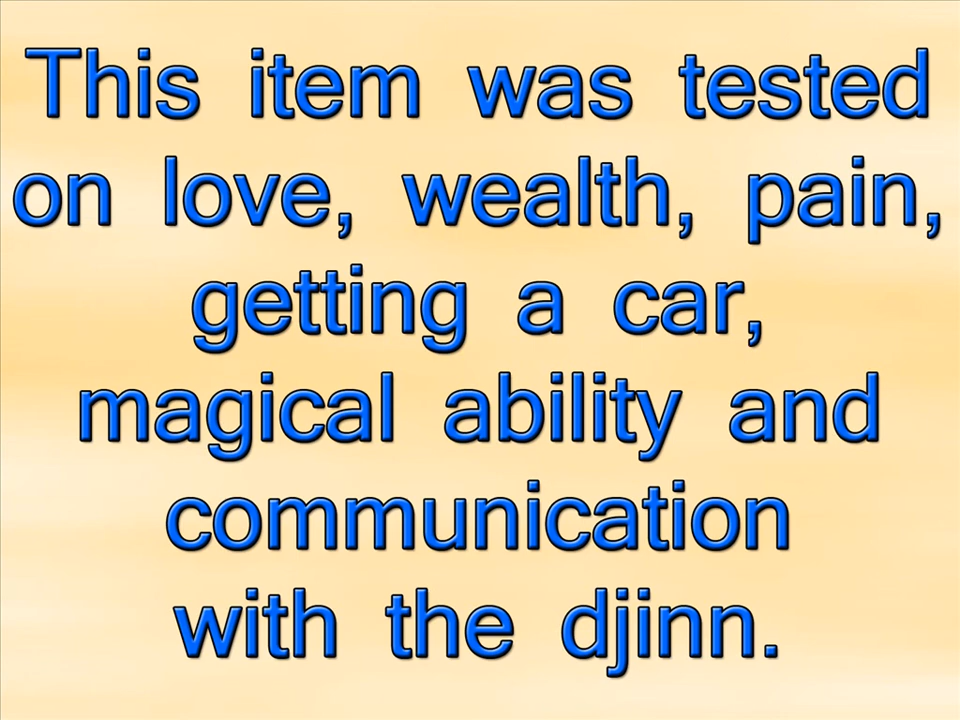 This item was tested
on love, wealth, pain,
getting a car,
magical ability and
communication
with the djinn.